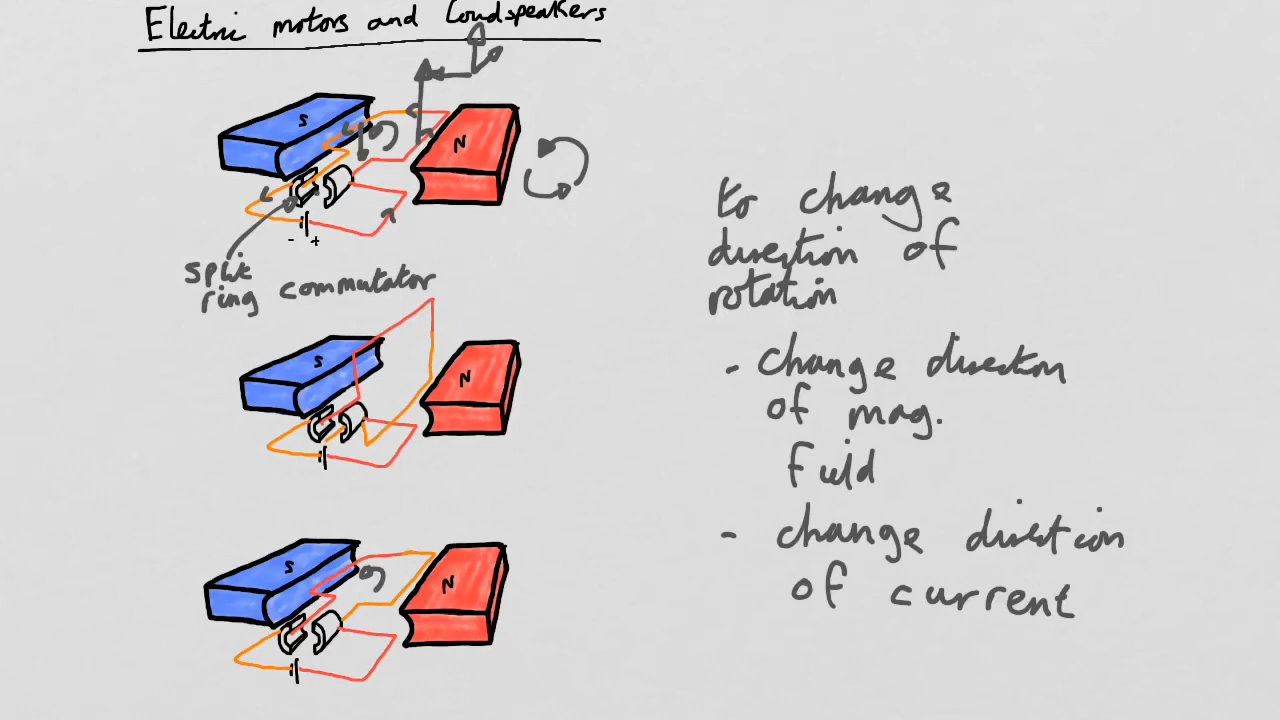 Electric motors and Loudspeakers
S
N
- +
split
ring commutator
S
N
S
N
to change
direction of
rotation
- change direction
of mag.
field
- change direction
of current